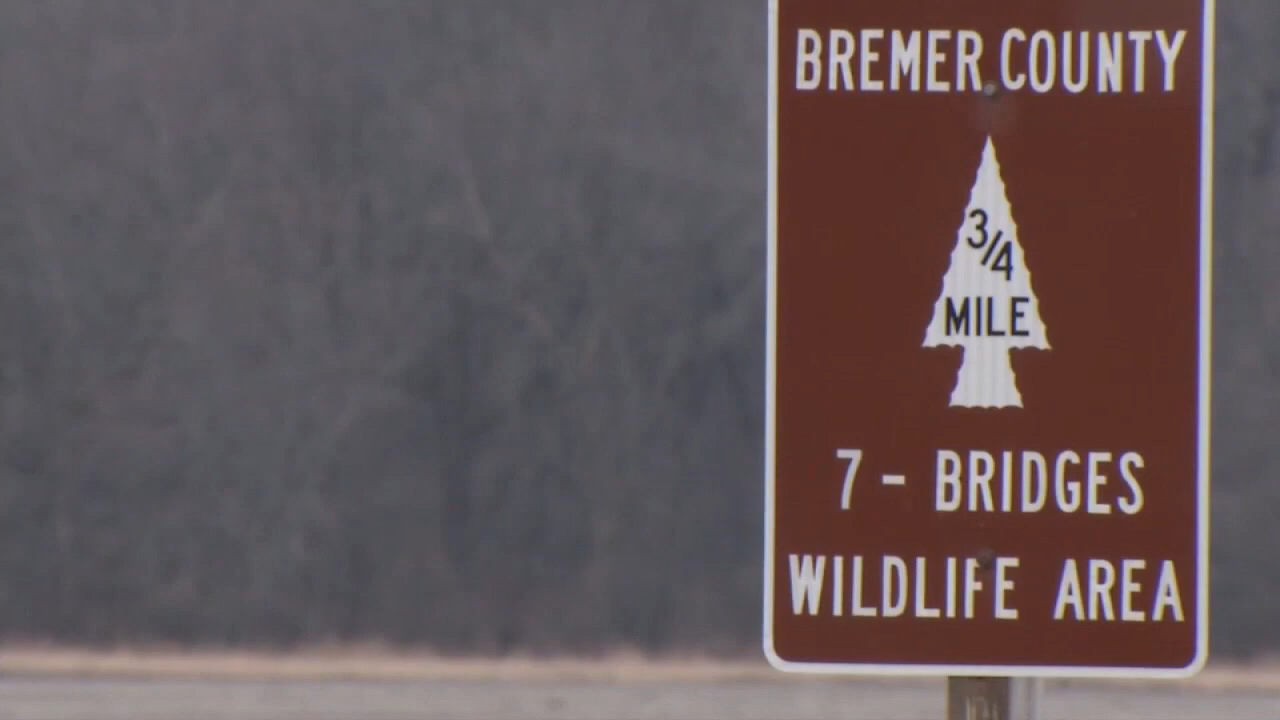 BREMER COUNTY
3/4
MILE
7 - BRIDGES
WILDLIFE AREA